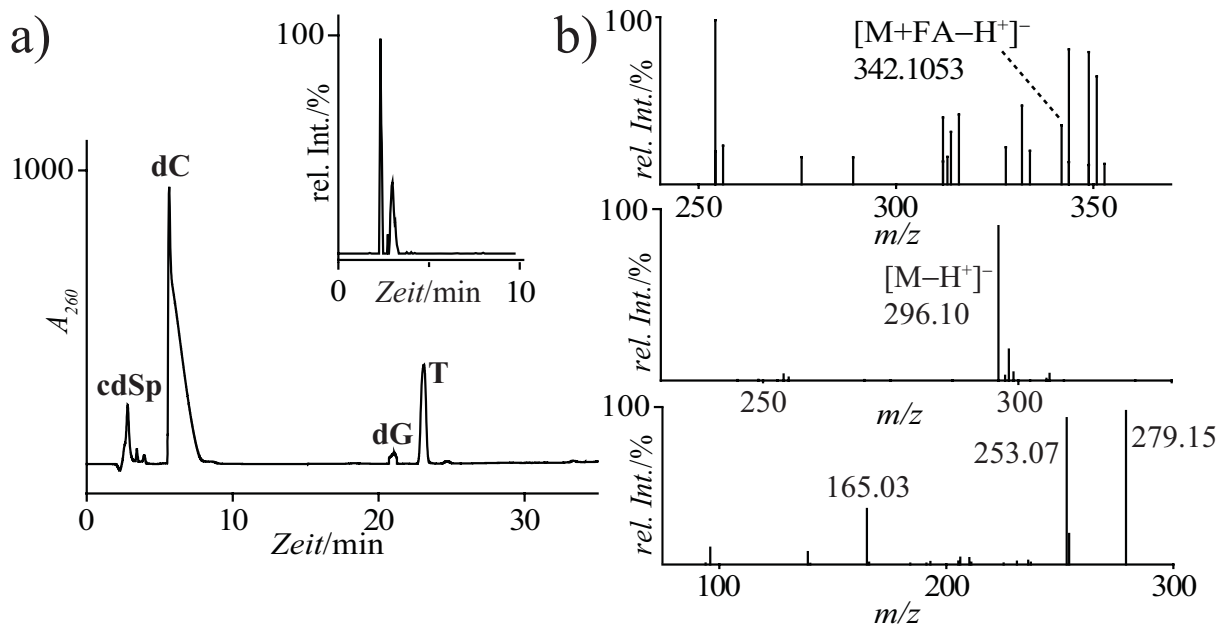 a)
100
rel. Int./%
0
Zeit/min
10
1000
A260
cdSp
dC
dG
T
0
10
20
30
Zeit/min
b)
100
rel. Int./%
[M+FA−H⁺]⁻
342.1053
250
300
350
m/z
100
rel. Int./%
[M−H⁺]⁻
296.10
250
300
m/z
100
rel. Int./%
165.03
253.07
279.15
100
200
300
m/z